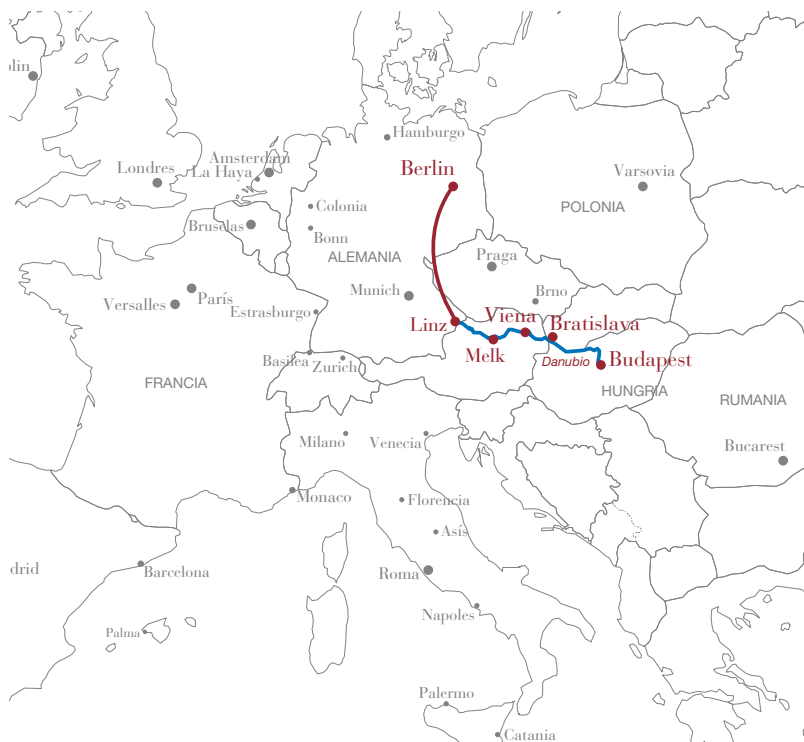 olin
Hamburgo
Londres
Amsterdam
La Haya
Berlin
Varsovia
Colonia
POLONIA
Bruselas
Bonn
ALEMANIA
Praga
París
Versalles
Munich
Brno
Estrasburgo
Linz
Viena
Bratislava
Melk
Basilea
Zurich
Danubio
Budapest
FRANCIA
HUNGRIA
RUMANIA
Milano
Venecia
Bucarest
Monaco
Florencia
Asís
drid
Barcelona
Roma
Napoles
Palma
Palermo
Catania